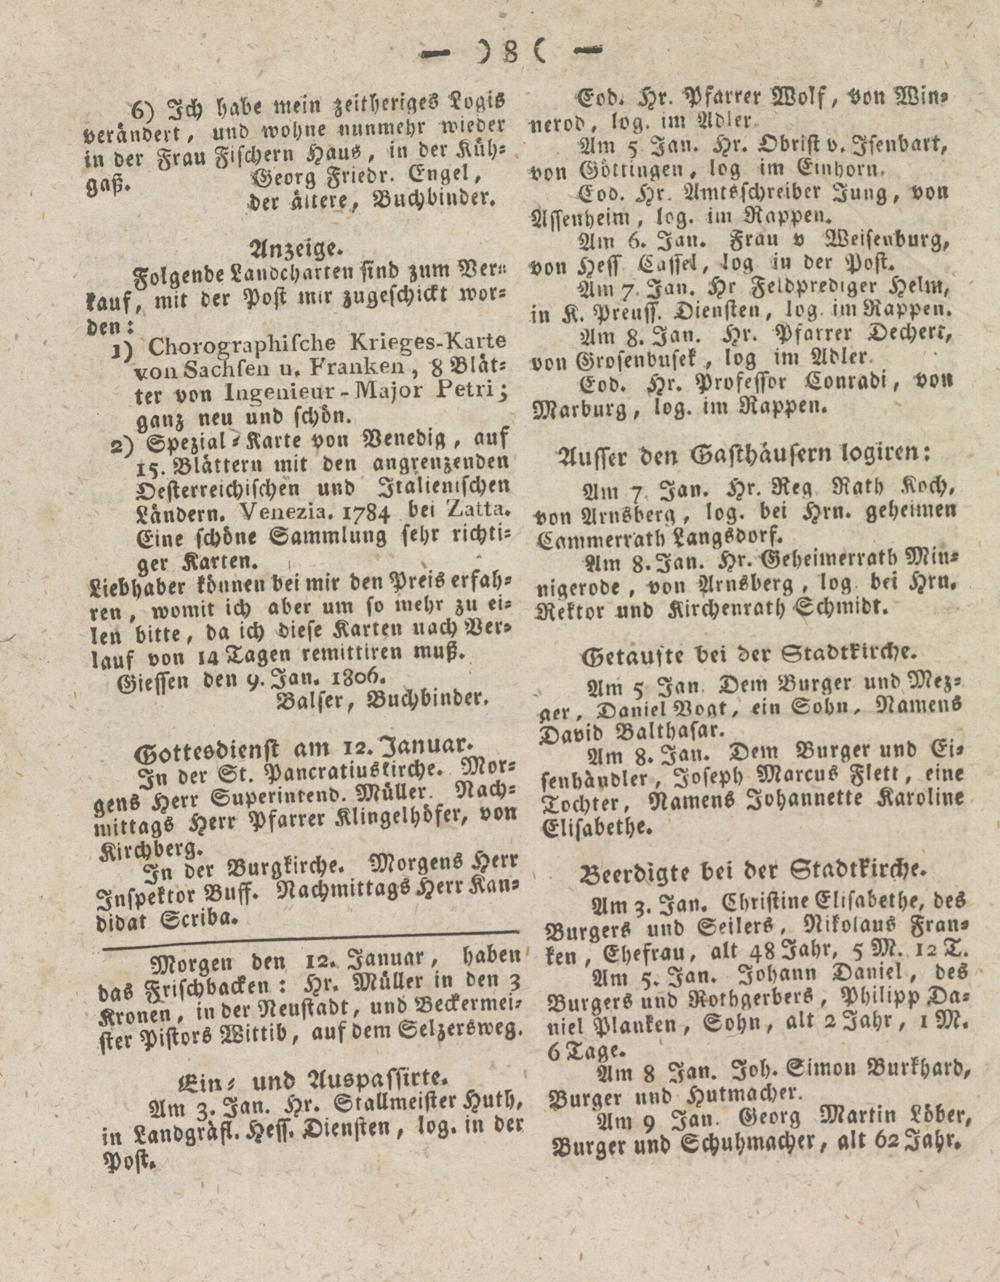 — )8( —
6) Ich habe mein zeitheriges Logis
verändert, und wohne nunmehr wieder
in der Frau Fischern Haus, in der Küh-
gaß. Georg Friedr. Engel,
der ältere, Buchbinder.
Anzeige.
Folgende Landcharten sind zum Ver-
kauf, mit der Post mir zugeschickt wor-
den:
1) Chorographische Krieges-Karte
von Sachsen u. Franken, 8 Blät-
ter von Ingenieur-Major Petri;
ganz neu und schön.
2) Spezial-Karte von Venedig, auf
15. Blättern mit den angrenzenden
Oesterreichischen und Italienischen
Ländern. Venezia. 1784 bei Zatta.
Eine schöne Sammlung sehr richti-
ger Karten.
Liebhaber können bei mir den Preis erfah-
ren, womit ich aber um so mehr zu ei-
len bitte, da ich diese Karten nach Ver-
lauf von 14 Tagen remittiren muß.
Giessen den 9. Jan. 1806.
Balser, Buchbinder.
Gottesdienst am 12. Januar.
In der St. Pancratiuskirche. Mor-
gens Herr Superintend. Müller. Nach-
mittags Herr Pfarrer Klingelhöfer, von
Kirchberg.
In der Burgkirche. Morgens Herr
Inspektor Buff. Nachmittags Herr Kan-
didat Scriba.
Morgen den 12. Januar, haben
das Frischbacken: Hr. Müller in den 3
Kronen, in der Neustadt, und Beckermei-
ster Pistors Wittib, auf dem Selzersweg.
Ein- und Auspassirte.
Am 3. Jan. Hr. Stallmeister Huth,
in Landgräfl. Hess. Diensten, log. in der
Post.
Eod. Hr. Pfarrer Wolf, von Win-
nerod, log. im Adler.
Am 5 Jan. Hr. Obrist v. Isenbart,
von Göttingen, log im Einhorn.
Eod. Hr. Amtsschreiber Jung, von
Assenheim, log. im Rappen.
Am 6. Jan. Frau v Weisenburg,
von Hess Cassel, log in der Post.
Am 7. Jan. Hr Feldprediger Helm,
in K. Preuss. Diensten, log. im Rappen.
Am 8. Jan. Hr. Pfarrer Dechert,
von Grosenbusek, log im Adler.
Eod. Hr. Professor Conradi, von
Marburg, log. im Rappen.
Ausser den Gasthäusern logiren:
Am 7. Jan. Hr. Reg Rath Koch,
von Arnsberg, log. bei Hrn. geheimen
Cammerrath Langsdorf.
Am 8. Jan. Hr. Geheimerrath Min-
nigerode, von Arnsberg, log. bei Hrn.
Rektor und Kirchenrath Schmidt.
Getaufte bei der Stadtkirche.
Am 5 Jan. Dem Burger und Mez-
ger, Daniel Vogt, ein Sohn, Namens
David Balthasar.
Am 8. Jan. Dem Burger und Ei-
senhändler, Joseph Marcus Flett, eine
Tochter, Namens Johannette Karoline
Elisabethe.
Beerdigte bei der Stadtkirche.
Am 3. Jan. Christine Elisabethe, des
Burgers und Seilers, Nikolaus Fran-
ken, Ehefrau, alt 48 Jahr, 5 M. 12 T.
Am 5. Jan. Johann Daniel, des
Burgers und Rothgerbers, Philipp Da-
niel Planken, Sohn, alt 2 Jahr, 1 M.
6 Tage.
Am 8 Jan. Joh. Simon Burkhard,
Burger und Hutmacher.
Am 9 Jan. Georg Martin Löber,
Burger und Schuhmacher, alt 62 Jahr.